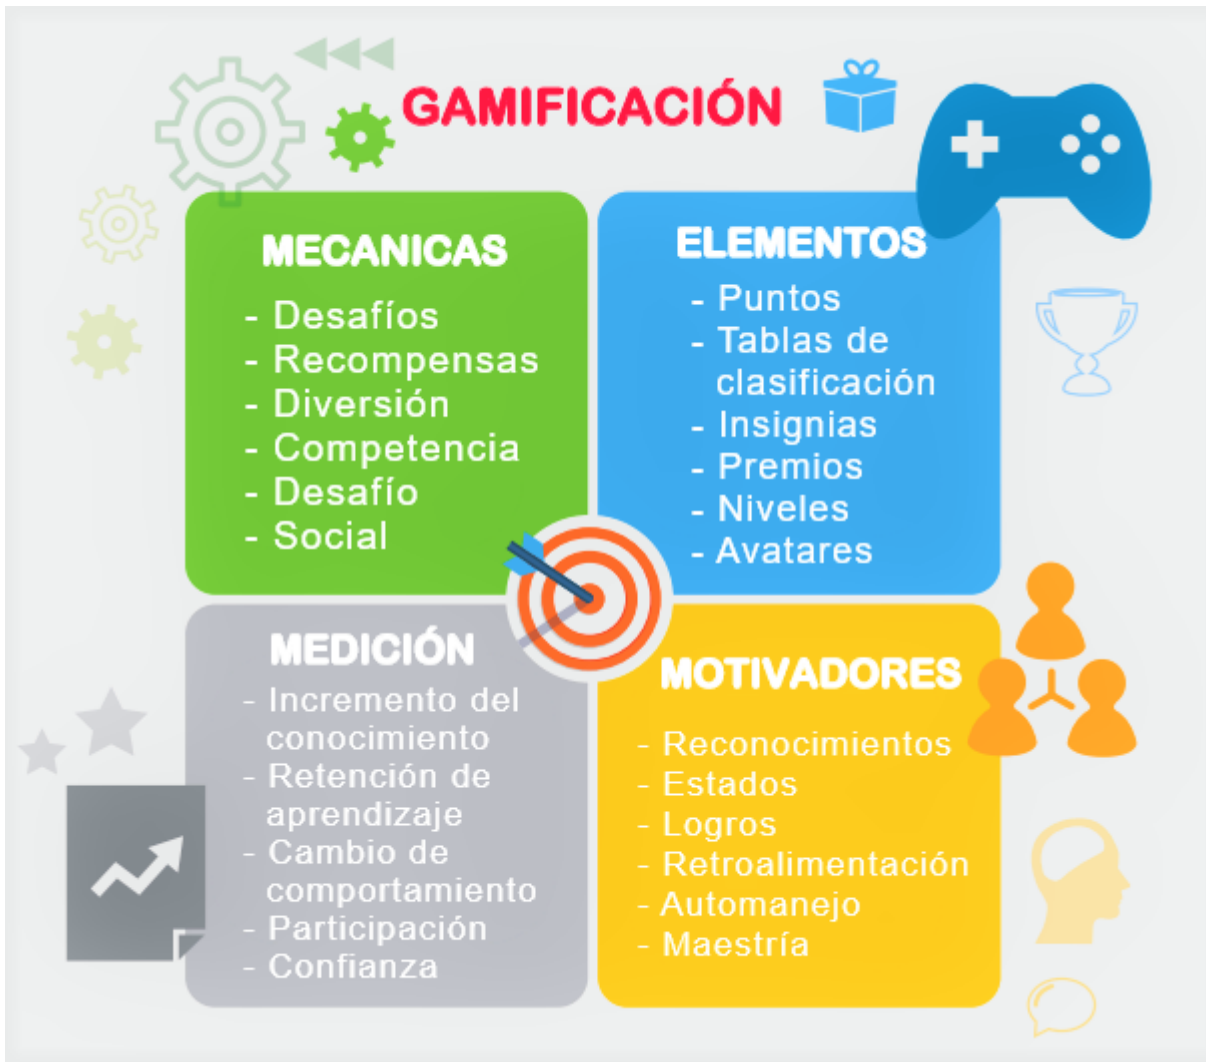 GAMIFICACIÓN
MECANICAS
- Desafíos
- Recompensas
- Diversión
- Competencia
- Desafío
- Social
ELEMENTOS
- Puntos
- Tablas de
clasificación
- Insignias
- Premios
- Niveles
- Avatares
MEDICIÓN
- Incremento del
conocimiento
- Retención de
aprendizaje
- Cambio de
comportamiento
- Participación
- Confianza
MOTIVADORES
- Reconocimientos
- Estados
- Logros
- Retroalimentación
- Automanejo
- Maestría